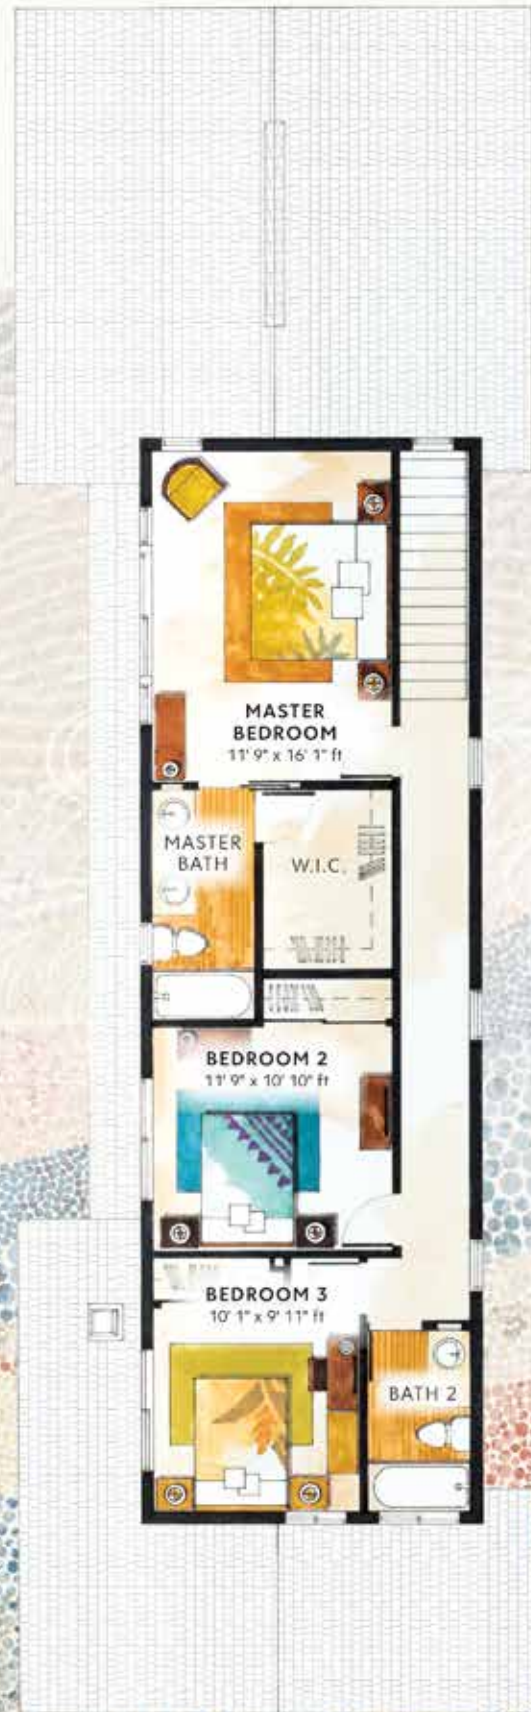 MASTER
BEDROOM
11' 9" x 16' 1" ft
MASTER
BATH
W.I.C.
BEDROOM 2
11' 9" x 10' 10" ft
BEDROOM 3
10' 1" x 9' 11" ft
BATH 2